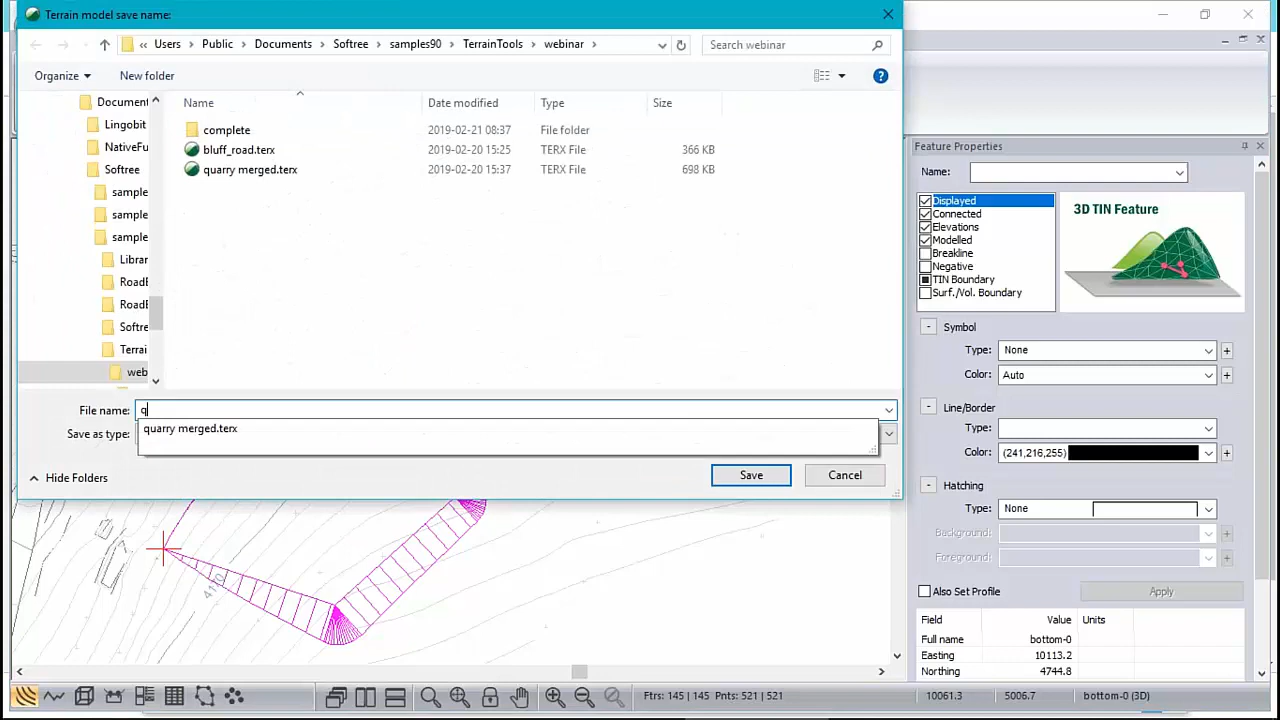 Terrain model save name:
« Users > Public > Documents > Softree > samples90 > TerrainTools > webinar >
Search webinar
Organize
New folder
Name
Date modified
Type
Size
Document
Lingobit
NativeFu
Softree
sample
sample
sample
Librar
RoadE
RoadE
Softre
Terrai
web
complete
2019-02-21 08:37
File folder
bluff_road.terx
2019-02-20 15:25
TERX File
366 KB
quarry merged.terx
2019-02-20 15:37
TERX File
698 KB
File name:
q
quarry merged.terx
Save as type:
Hide Folders
Save
Cancel
Feature Properties
Name:
Displayed
Connected
Elevations
Modelled
Breakline
Negative
TIN Boundary
Surf./Vol. Boundary
3D TIN Feature
Symbol
Type:
None
Color:
Auto
Line/Border
Type:
Color:
(241,216,255)
Hatching
Type:
None
Background:
Foreground:
Also Set Profile
Apply
Field
Value
Units
Full name
bottom-0
Easting
10113.2
Northing
4744.8
Ftrs: 145 | 145 Pnts: 521 | 521
10061.3
5006.7
bottom-0 (3D)